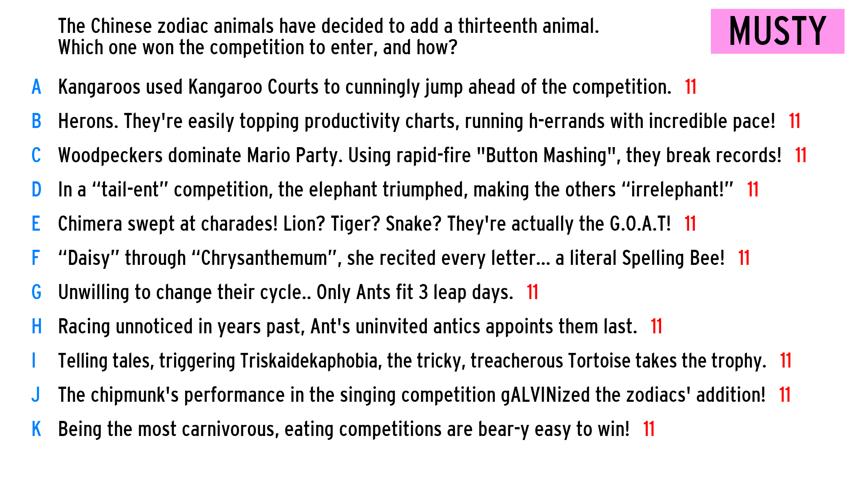 The Chinese zodiac animals have decided to add a thirteenth animal.
Which one won the competition to enter, and how?
MUSTY
A Kangaroos used Kangaroo Courts to cunningly jump ahead of the competition. 11
B Herons. They're easily topping productivity charts, running h-errands with incredible pace! 11
C Woodpeckers dominate Mario Party. Using rapid-fire "Button Mashing", they break records! 11
D In a “tail-ent” competition, the elephant triumphed, making the others “irrelephant!” 11
E Chimera swept at charades! Lion? Tiger? Snake? They're actually the G.O.A.T! 11
F “Daisy” through “Chrysanthemum”, she recited every letter... a literal Spelling Bee! 11
G Unwilling to change their cycle.. Only Ants fit 3 leap days. 11
H Racing unnoticed in years past, Ant's uninvited antics appoints them last. 11
I Telling tales, triggering Triskaidekaphobia, the tricky, treacherous Tortoise takes the trophy. 11
J The chipmunk's performance in the singing competition gALVINized the zodiacs' addition! 11
K Being the most carnivorous, eating competitions are bear-y easy to win! 11